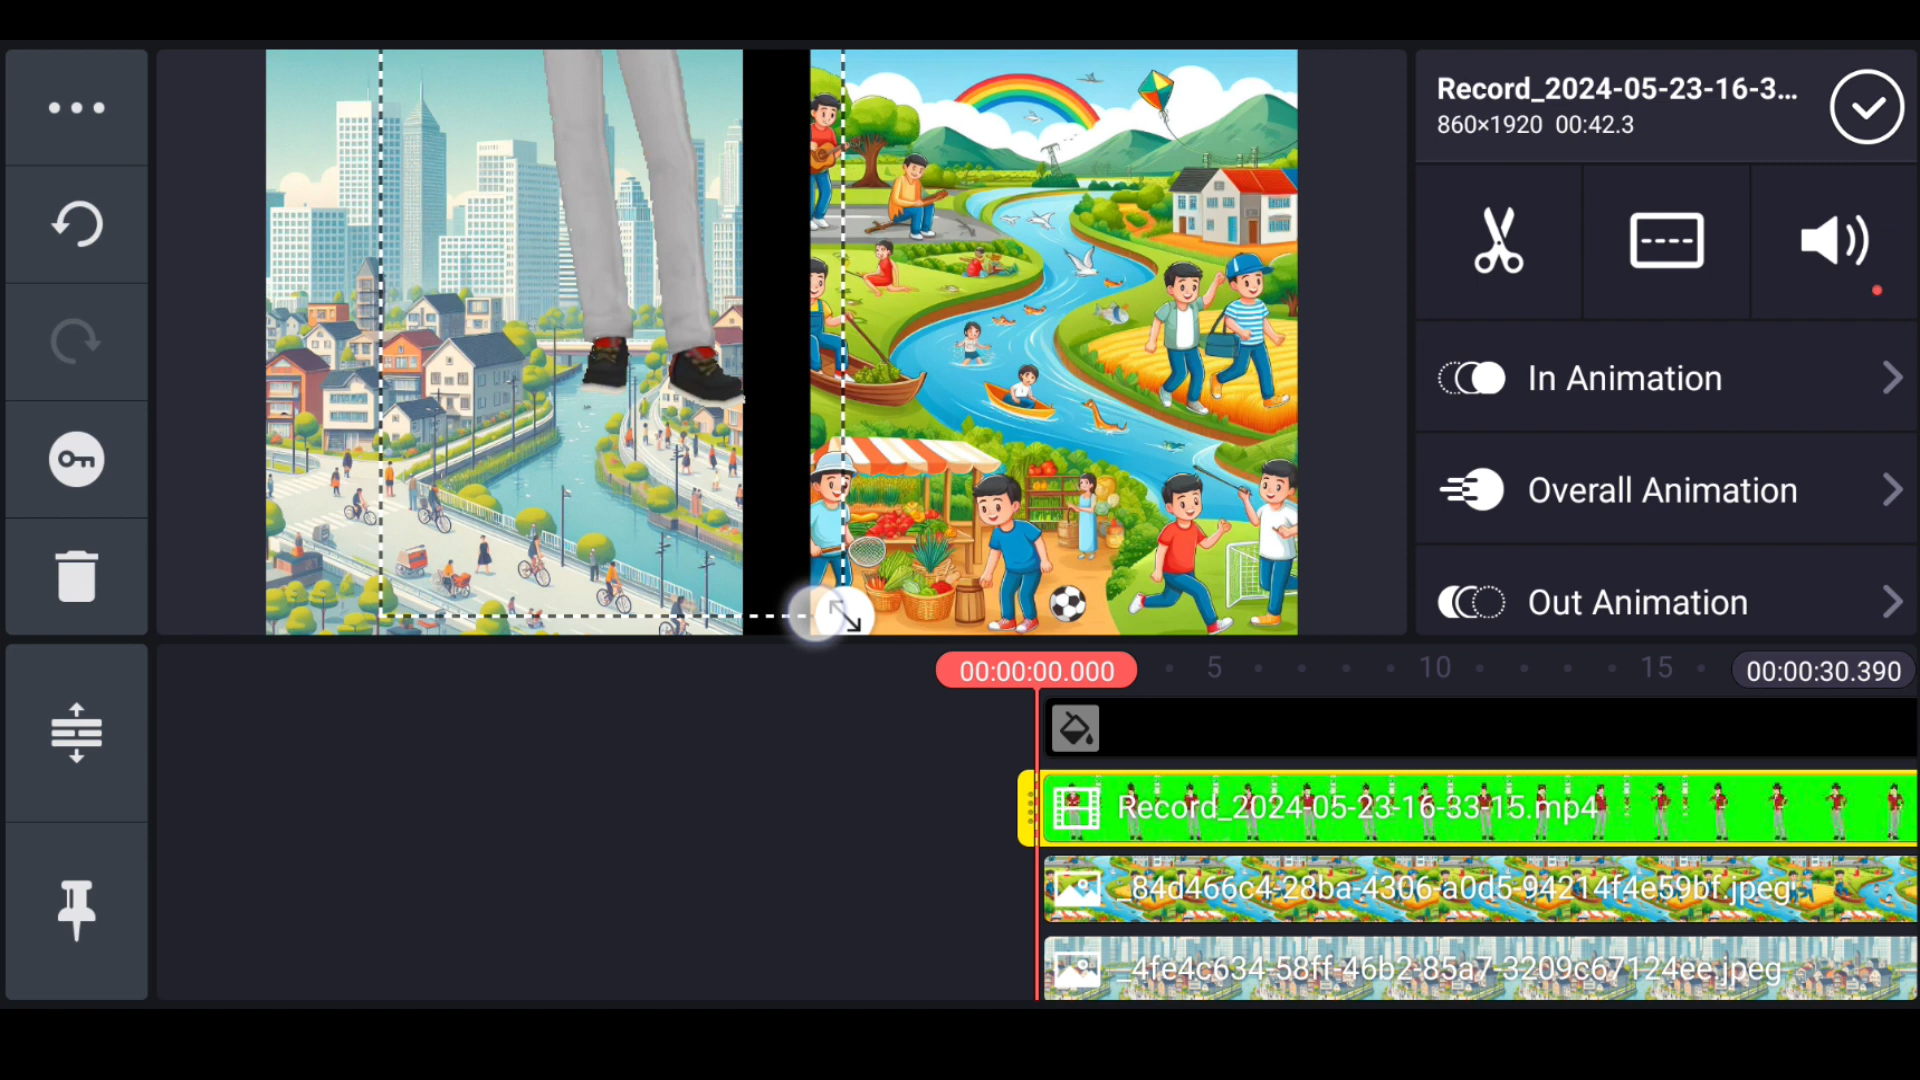 Record_2024-05-23-16-3...
860×1920 00:42.3
In Animation
Overall Animation
Out Animation
00:00:00.000
5
10
15
00:00:30.390
Record_2024-05-23-16-33-15.mp4
_84d466c4-28ba-4306-a0d5-94214f4e59bf.jpeg
_4fe4c634-58ff-46b2-85a7-3209c67124ee.jpeg